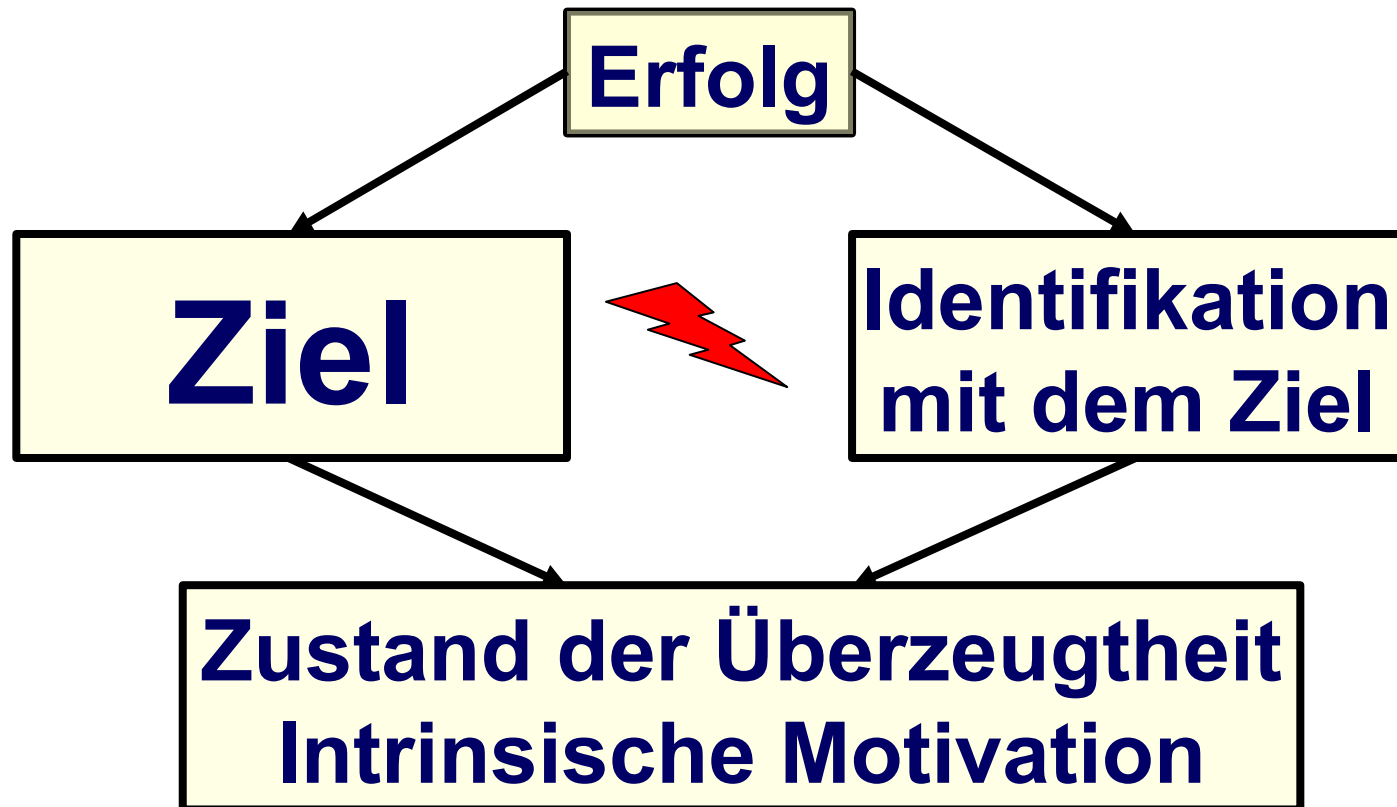 Erfolg
Ziel
Identifikation
mit dem Ziel
Zustand der Überzeugtheit
Intrinsische Motivation